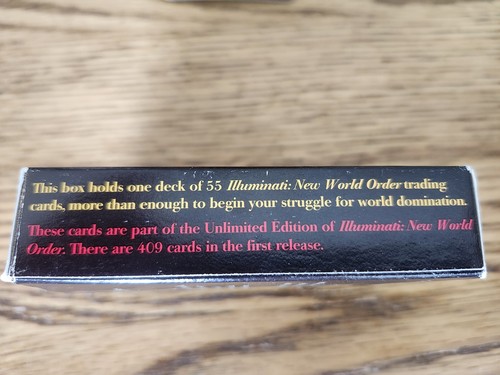 This box holds one deck of 55 Illuminati: New World Order trading
cards, more than enough to begin your struggle for world domination.
These cards are part of the Unlimited Edition of Illuminati: New World
Order. There are 409 cards in the first release.